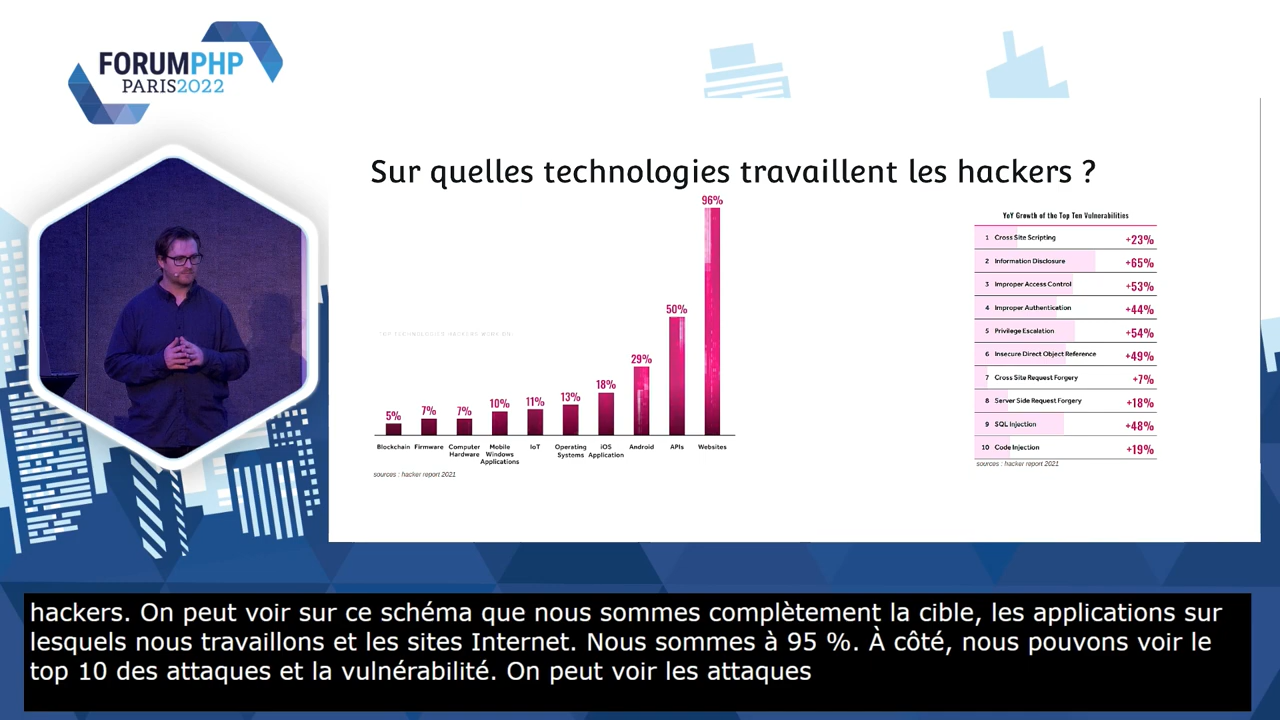 FORUMPHP
PARIS2022
Sur quelles technologies travaillent les hackers ?
TOP TECHNOLOGIES HACKERS WORK ON:
5%
7%
7%
10%
11%
13%
18%
29%
50%
96%
Blockchain
Firmware
Computer
Hardware
Mobile
Windows
Applications
IoT
Operating
Systems
iOS
Application
Android
APIs
Websites
sources : hacker report 2021
YoY Growth of the Top Ten Vulnerabilities
1 Cross Site Scripting +23%
2 Information Disclosure +65%
3 Improper Access Control +53%
4 Improper Authentication +44%
5 Privilege Escalation +54%
6 Insecure Direct Object Reference +49%
7 Cross Site Request Forgery +7%
8 Server Side Request Forgery +18%
9 SQL Injection +48%
10 Code Injection +19%
sources : hacker report 2021
hackers. On peut voir sur ce schéma que nous sommes complètement la cible, les applications sur
lesquels nous travaillons et les sites Internet. Nous sommes à 95 %. À côté, nous pouvons voir le
top 10 des attaques et la vulnérabilité. On peut voir les attaques